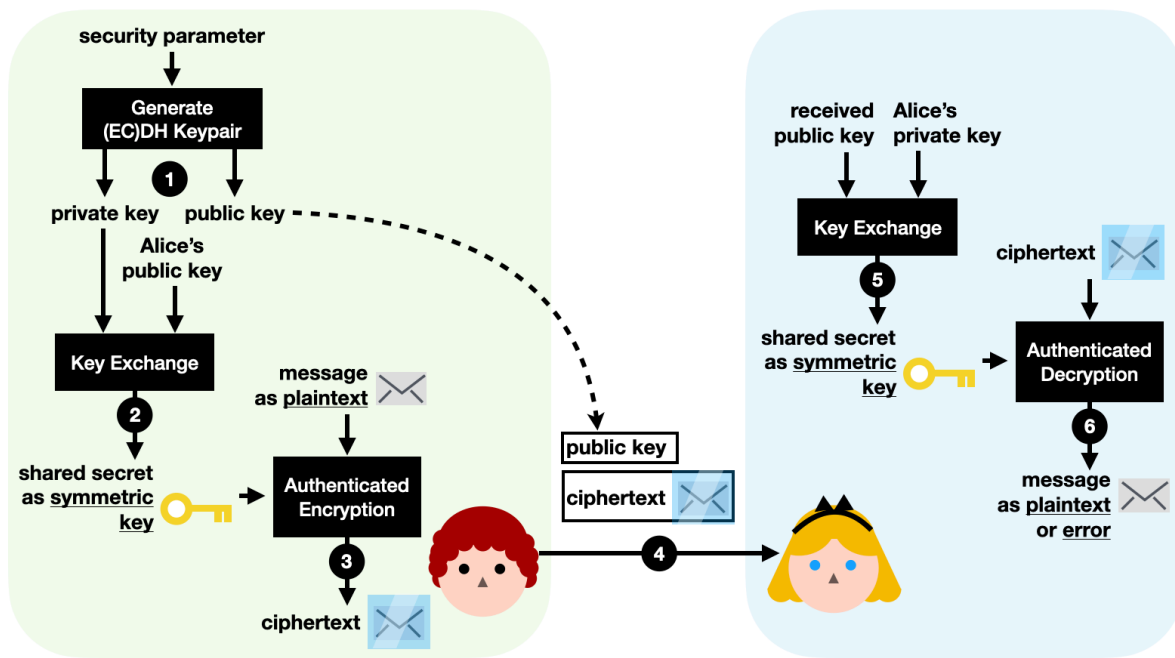 security parameter
Generate
(EC)DH Keypair
1
private key
public key
Alice's
public key
Key Exchange
2
shared secret
as symmetric
key
message
as plaintext
Authenticated
Encryption
3
ciphertext
public key
ciphertext
4
received
public key
Alice's
private key
Key Exchange
5
shared secret
as symmetric
key
ciphertext
Authenticated
Decryption
6
message
as plaintext
or error